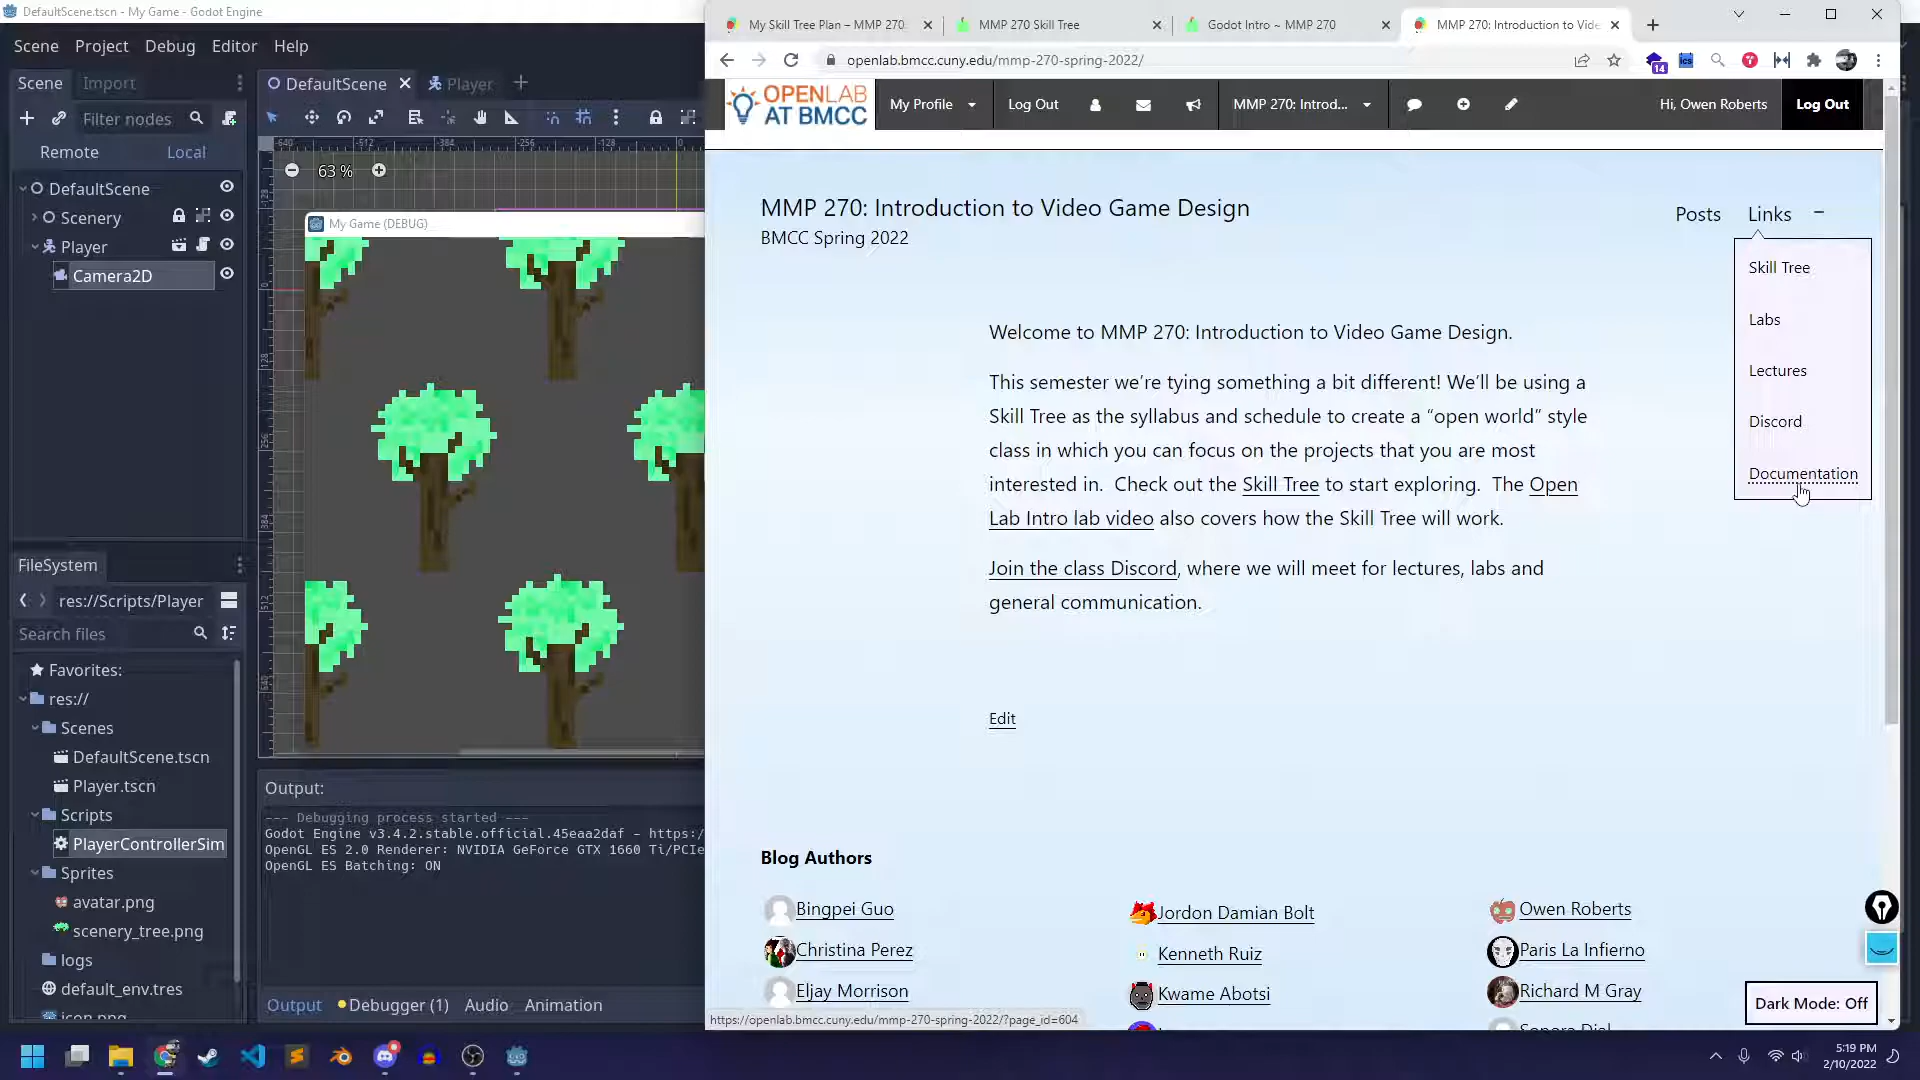 DefaultScene.tscn - My Game - Godot Engine
Scene Project Debug Editor Help
Scene Import
DefaultScene
Player
Filter nodes
Remote Local
63 %
DefaultScene
Scenery
Player
Camera2D
My Game (DEBUG)
FileSystem
res://Scripts/Player
Search files
Favorites:
res://
Scenes
DefaultScene.tscn
Player.tscn
Scripts
PlayerControllerSim
Sprites
avatar.png
scenery_tree.png
logs
default_env.tres
icon.png
Output:
--- Debugging process started ---
Godot Engine v3.4.2.stable.official.45eaa2daf - https:/
OpenGL ES 2.0 Renderer: NVIDIA GeForce GTX 1660 Ti/PCIe
OpenGL ES Batching: ON
Output Debugger (1) Audio Animation
My Skill Tree Plan – MMP 270
MMP 270 Skill Tree
Godot Intro ~ MMP 270
MMP 270: Introduction to Vide
openlab.bmcc.cuny.edu/mmp-270-spring-2022/
14
ics
OPENLAB
AT BMCC
My Profile
Log Out
MMP 270: Introd...
Hi, Owen Roberts
Log Out
MMP 270: Introduction to Video Game Design
BMCC Spring 2022
Posts Links
Skill Tree
Labs
Lectures
Discord
Documentation
Welcome to MMP 270: Introduction to Video Game Design.
This semester we’re tying something a bit different! We’ll be using a
Skill Tree as the syllabus and schedule to create a “open world” style
class in which you can focus on the projects that you are most
interested in. Check out the Skill Tree to start exploring. The Open
Lab Intro lab video also covers how the Skill Tree will work.
Join the class Discord, where we will meet for lectures, labs and
general communication.
Edit
Blog Authors
Bingpei Guo
Jordon Damian Bolt
Owen Roberts
Christina Perez
Kenneth Ruiz
Paris La Infierno
Eljay Morrison
Kwame Abotsi
Richard M Gray
Dark Mode: Off
https://openlab.bmcc.cuny.edu/mmp-270-spring-2022/?page_id=604
5:19 PM
2/10/2022